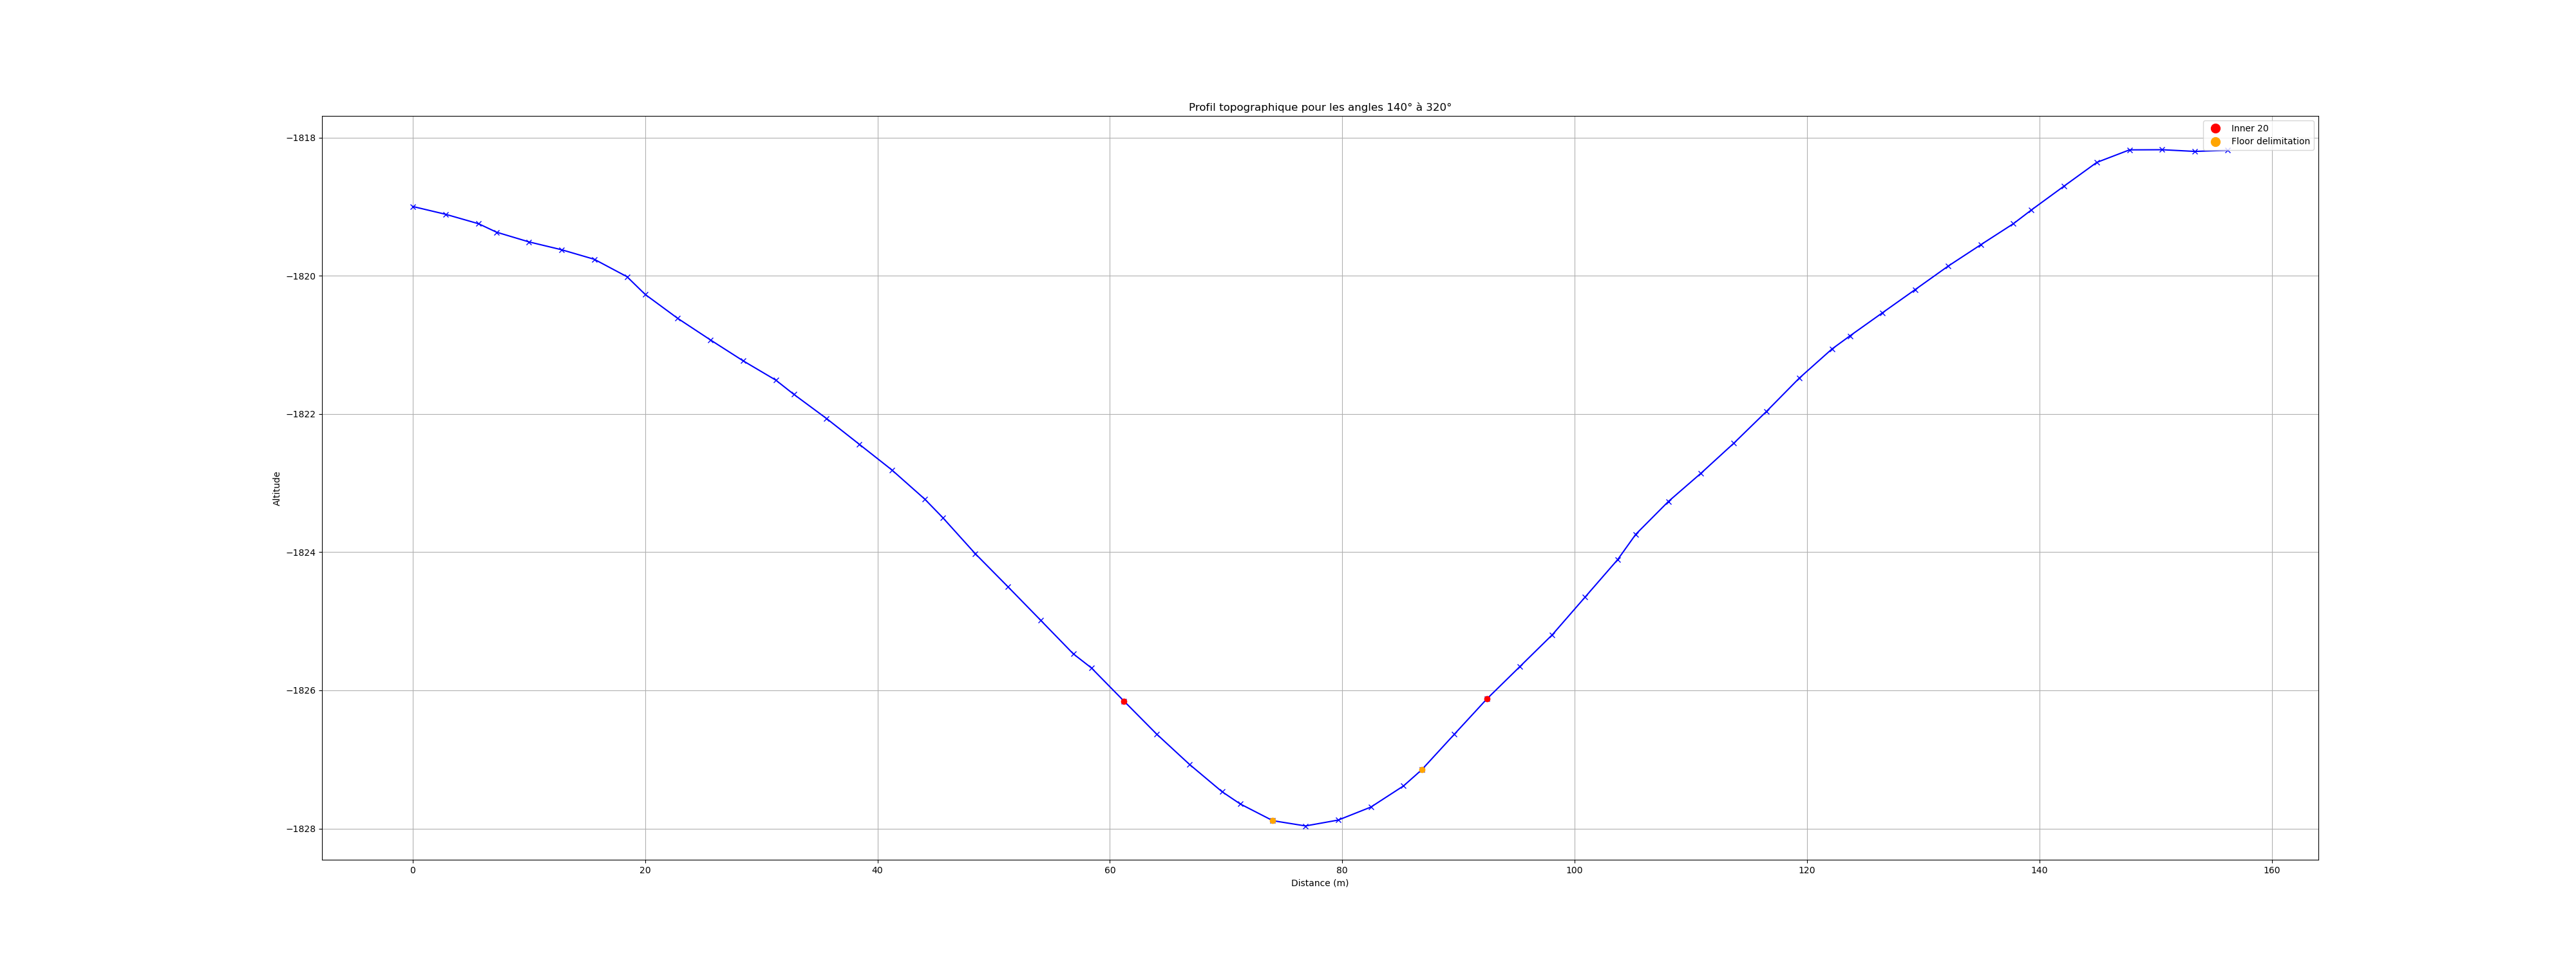 Profil topographique pour les angles 140° à 320°
Inner 20
Floor delimitation
−1818
−1820
−1822
−1824
−1826
−1828
Altitude
0 20 40 60 80 100 120 140 160
Distance (m)